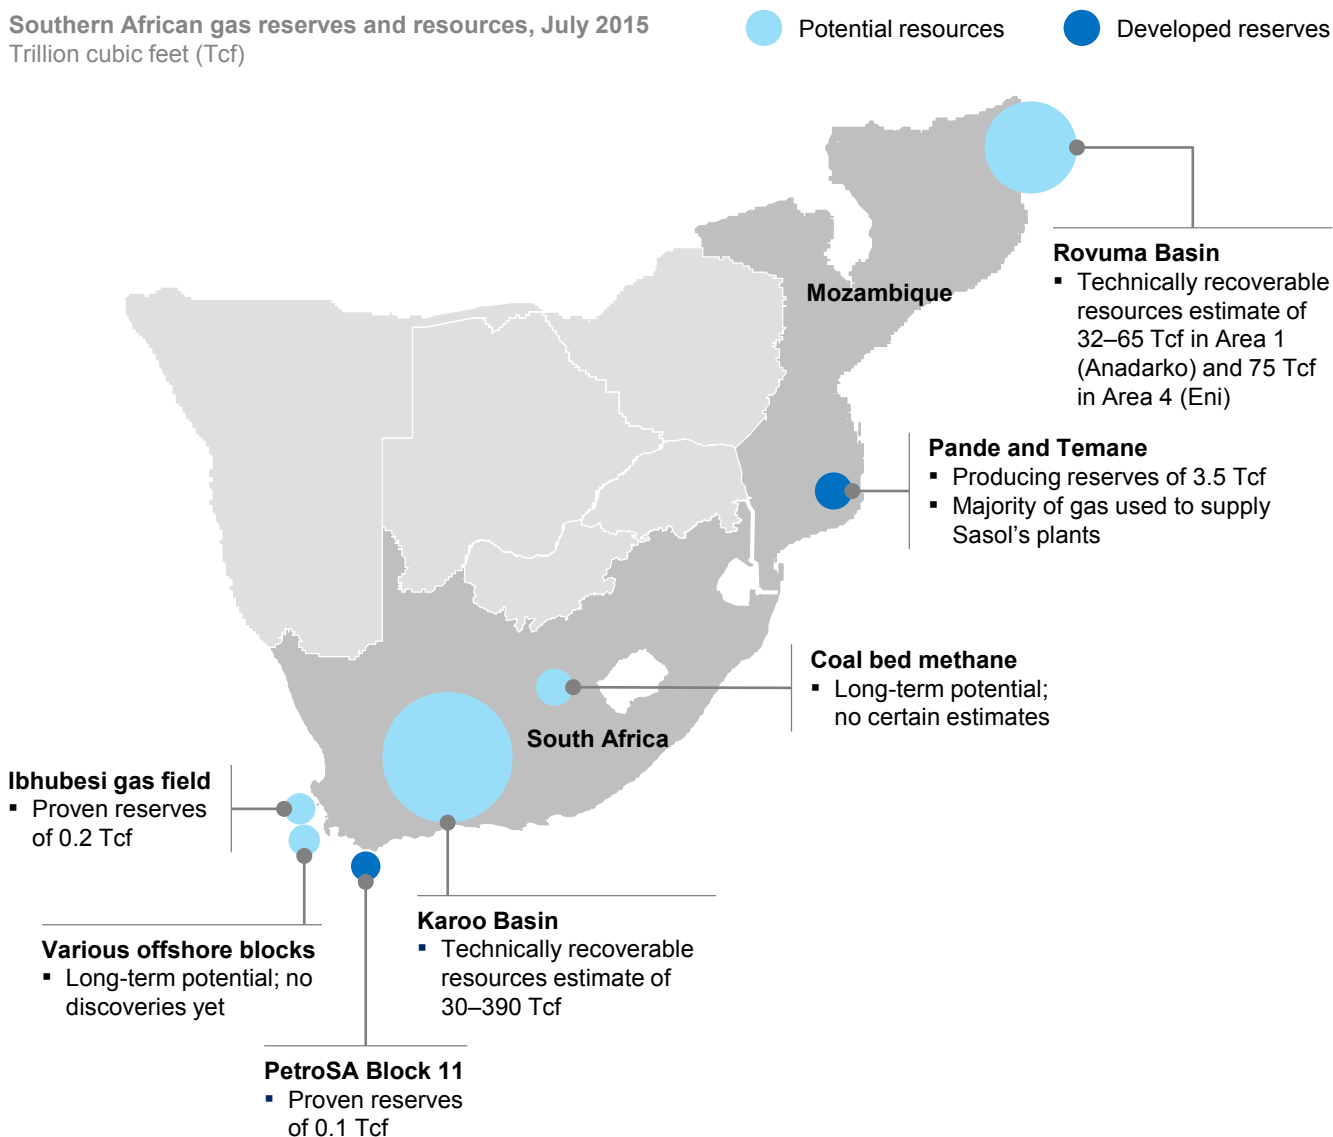 Southern African gas reserves and resources, July 2015
Trillion cubic feet (Tcf)
Potential resources
Developed reserves
Rovuma Basin
▪ Technically recoverable
resources estimate of
32–65 Tcf in Area 1
(Anadarko) and 75 Tcf
in Area 4 (Eni)
Mozambique
Pande and Temane
▪ Producing reserves of 3.5 Tcf
▪ Majority of gas used to supply
Sasol's plants
Coal bed methane
▪ Long-term potential;
no certain estimates
South Africa
Ibhubesi gas field
▪ Proven reserves
of 0.2 Tcf
Various offshore blocks
▪ Long-term potential; no
discoveries yet
Karoo Basin
▪ Technically recoverable
resources estimate of
30–390 Tcf
PetroSA Block 11
▪ Proven reserves
of 0.1 Tcf